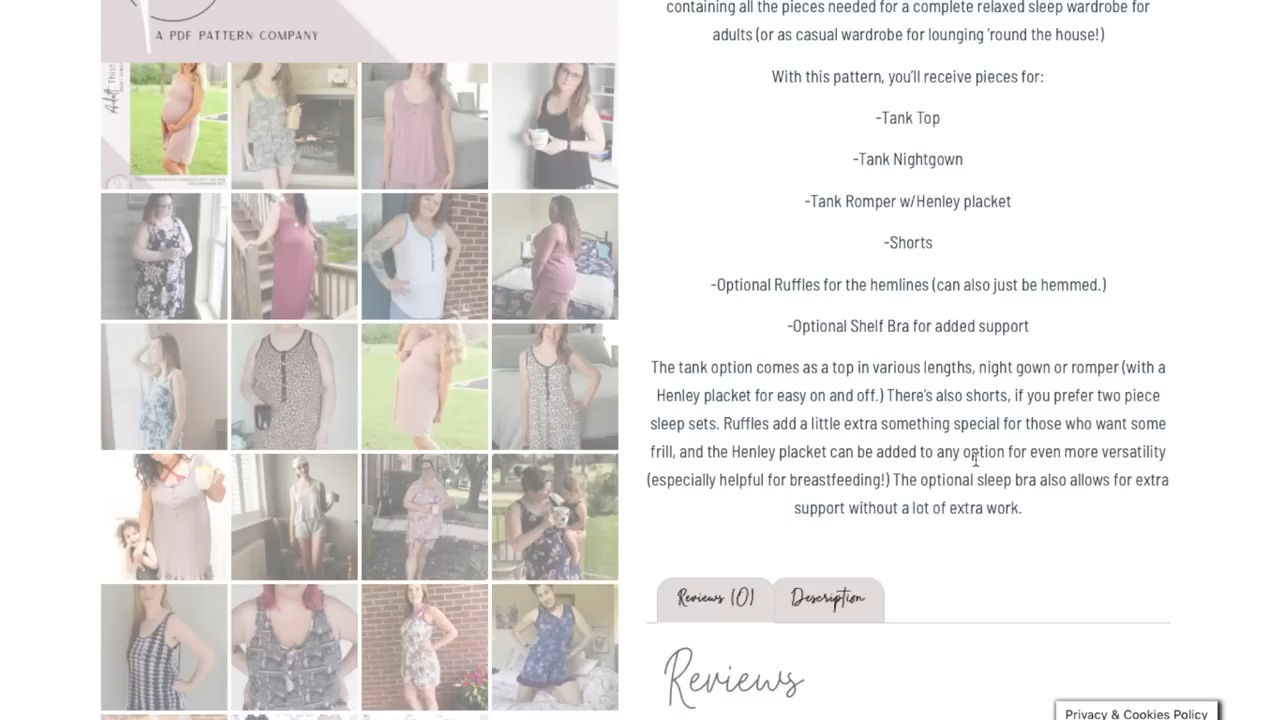 A PDF PATTERN COMPANY
containing all the pieces needed for a complete relaxed sleep wardrobe for
adults (or as casual wardrobe for lounging ’round the house!)
With this pattern, you’ll receive pieces for:
-Tank Top
-Tank Nightgown
-Tank Romper w/Henley placket
-Shorts
-Optional Ruffles for the hemlines (can also just be hemmed.)
-Optional Shelf Bra for added support
The tank option comes as a top in various lengths, night gown or romper (with a
Henley placket for easy on and off.) There’s also shorts, if you prefer two piece
sleep sets. Ruffles add a little extra something special for those who want some
frill, and the Henley placket can be added to any option for even more versatility
(especially helpful for breastfeeding!) The optional sleep bra also allows for extra
support without a lot of extra work.
Reviews (0)
Description
Reviews
Privacy & Cookies Policy